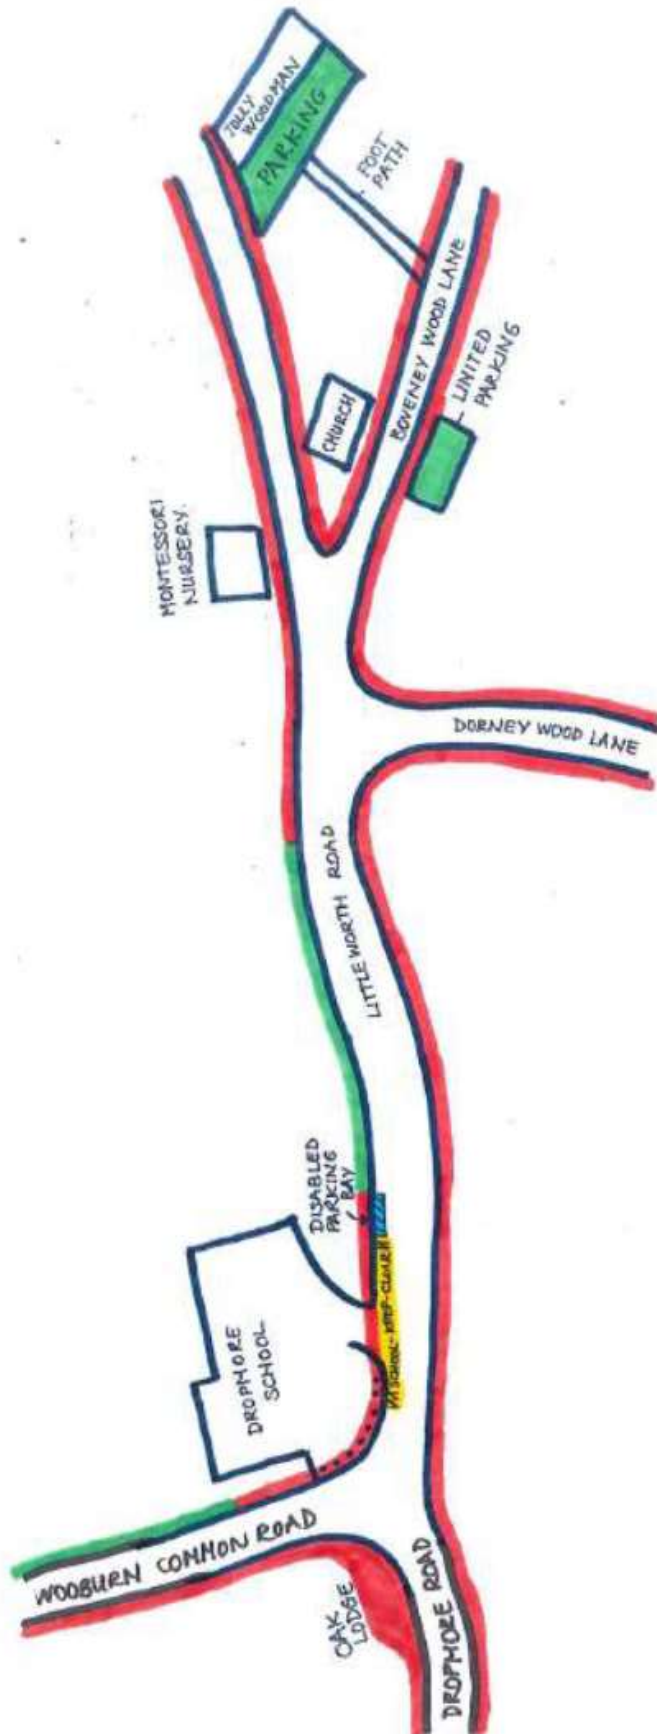 JOLLY
WOODMAN
PARKING
FOOT
PATH
BOVENEY WOOD LANE
LINITED
PARKING
CHURCH
MONTESSORI
NURSERY.
DORNEY WOOD LANE
LITTLEWORTH ROAD
DISABLED
PARKING
BAY
SCHOOL-KEEP-CLEAR
DROPMORE
SCHOOL
WOOBURN COMMON ROAD
OAK
LODGE
DROPMORE ROAD